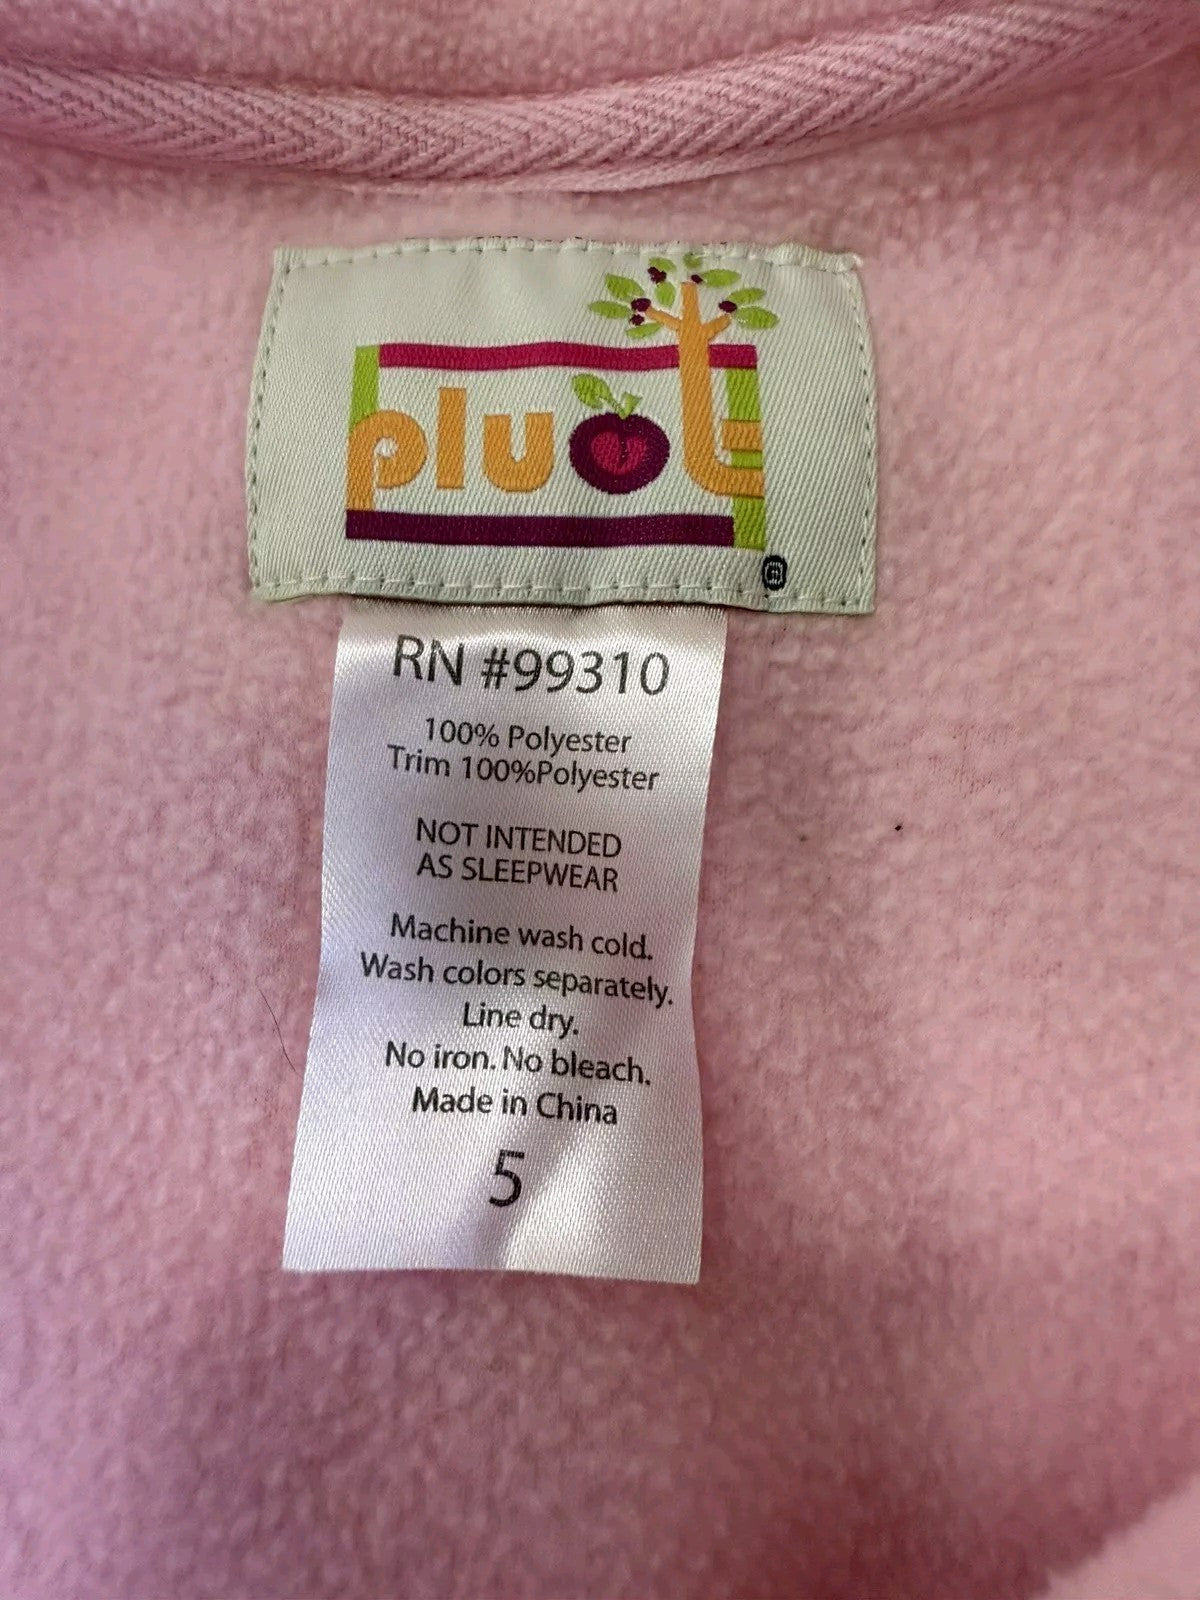 pluot
®
RN #99310
100% Polyester
Trim 100%Polyester
NOT INTENDED
AS SLEEPWEAR
Machine wash cold.
Wash colors separately.
Line dry.
No iron. No bleach.
Made in China
5